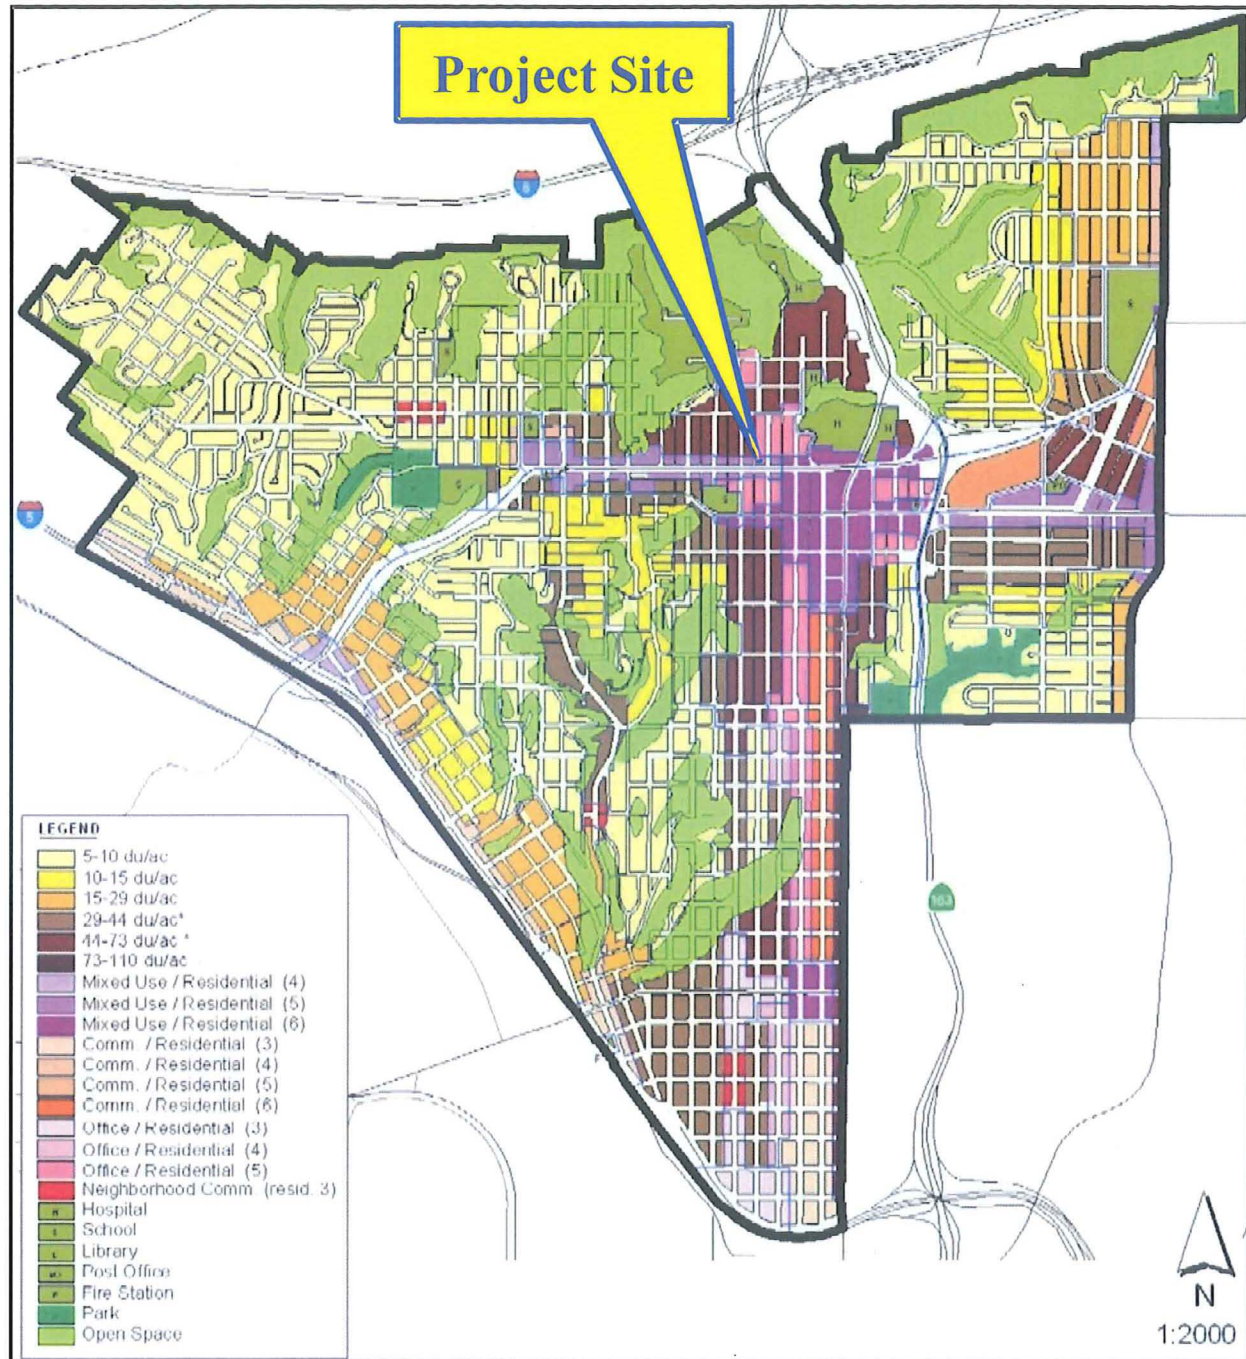 Project Site
8
5
163
H
H
H
H
S
S
LEGEND
5-10 du/ac
10-15 du/ac
15-29 du/ac
29-44 du/ac*
44-73 du/ac *
73-110 du/ac
Mixed Use / Residential (4)
Mixed Use / Residential (5)
Mixed Use / Residential (6)
Comm. / Residential (3)
Comm. / Residential (4)
Comm. / Residential (5)
Comm. / Residential (6)
Office / Residential (3)
Office / Residential (4)
Office / Residential (5)
Neighborhood Comm. (resid. 3)
H Hospital
S School
L Library
Post Office
F Fire Station
Park
Open Space
N
1:2000